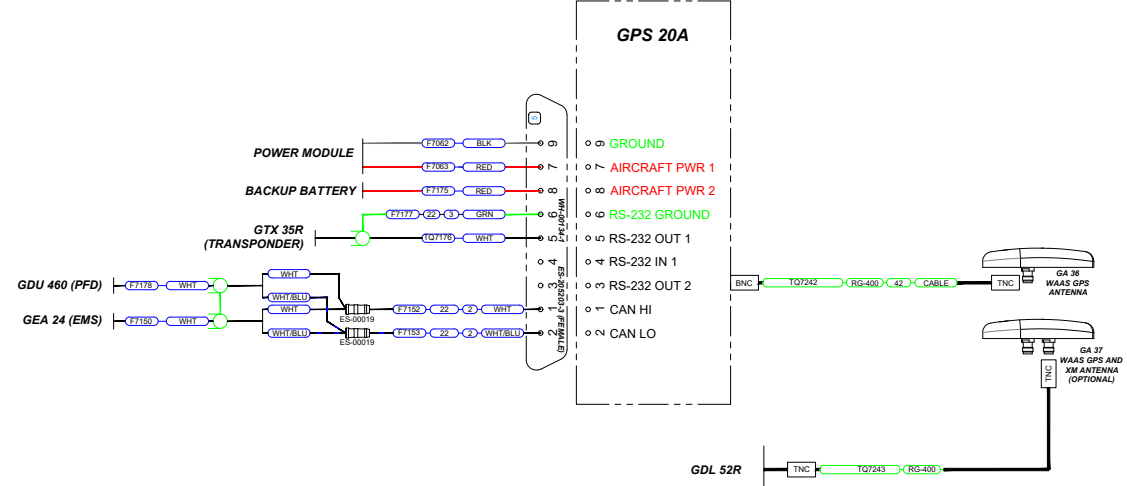 GPS 20A
5
POWER MODULE
F7062 BLK 9 9 GROUND
F7063 RED 7 7 AIRCRAFT PWR 1
BACKUP BATTERY F7175 RED 8 8 AIRCRAFT PWR 2
F7177 22 3 GRN 6 6 RS-232 GROUND
GTX 35R
(TRANSPONDER)
TQ7176 WHT 5 5 RS-232 OUT 1
4 4 RS-232 IN 1
3 3 RS-232 OUT 2
WHT
GDU 460 (PFD) F7178 WHT
WHT/BLU
WHT ES-00019 F7152 22 2 WHT 1 1 CAN HI
GEA 24 (EMS) F7150 WHT
WHT/BLU ES-00019 F7153 22 2 WHT/BLU 2 2 CAN LO
WH-00134-1
(FEMALE)
BNC TQ7242 RG-400 42 CABLE TNC
GA 36
WAAS GPS
ANTENNA
GA 37
WAAS GPS AND
XM ANTENNA
(OPTIONAL)
TNC
GDL 52R TNC TQ7243 RG-400